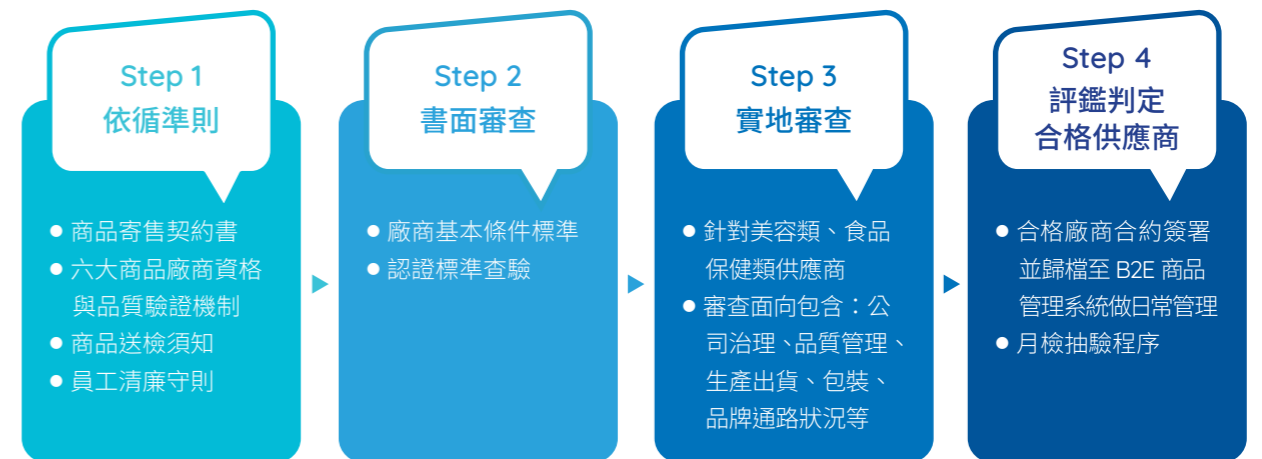 Step 1
依循準則
● 商品寄售契約書
● 六大商品廠商資格
與品質驗證機制
● 商品送檢須知
● 員工清廉守則
Step 2
書面審查
● 廠商基本條件標準
● 認證標準查驗
Step 3
實地審查
● 針對美容類、食品
保健類供應商
● 審查面向包含：公
司治理、品質管理、
生產出貨、包裝、
品牌通路狀況等
Step 4
評鑑判定
合格供應商
● 合格廠商合約簽署
並歸檔至 B2E 商品
管理系統做日常管理
● 月檢抽驗程序